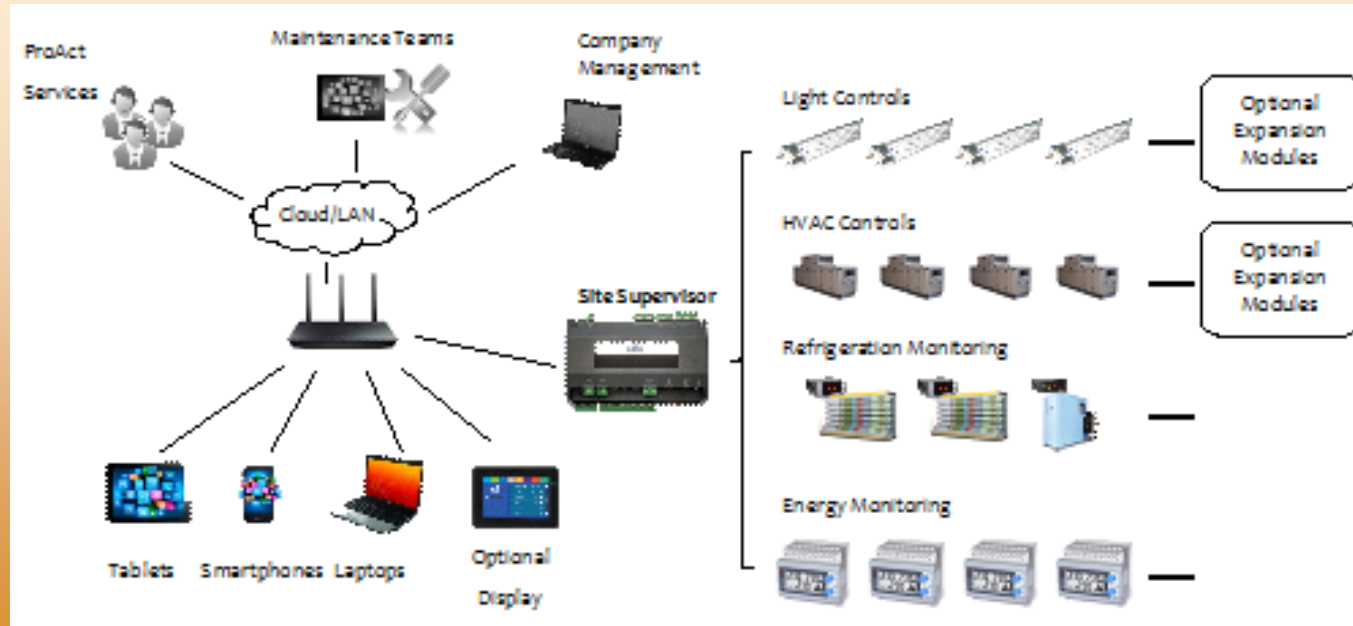 ProAct
Services
Maintenance Teams
Company
Management
Cloud/LAN
Light Controls
Optional
Expansion
Modules
HVAC Controls
Optional
Expansion
Modules
Site Supervisor
Refrigeration Monitoring
Energy Monitoring
Tablets
Smartphones
Laptops
Optional
Display